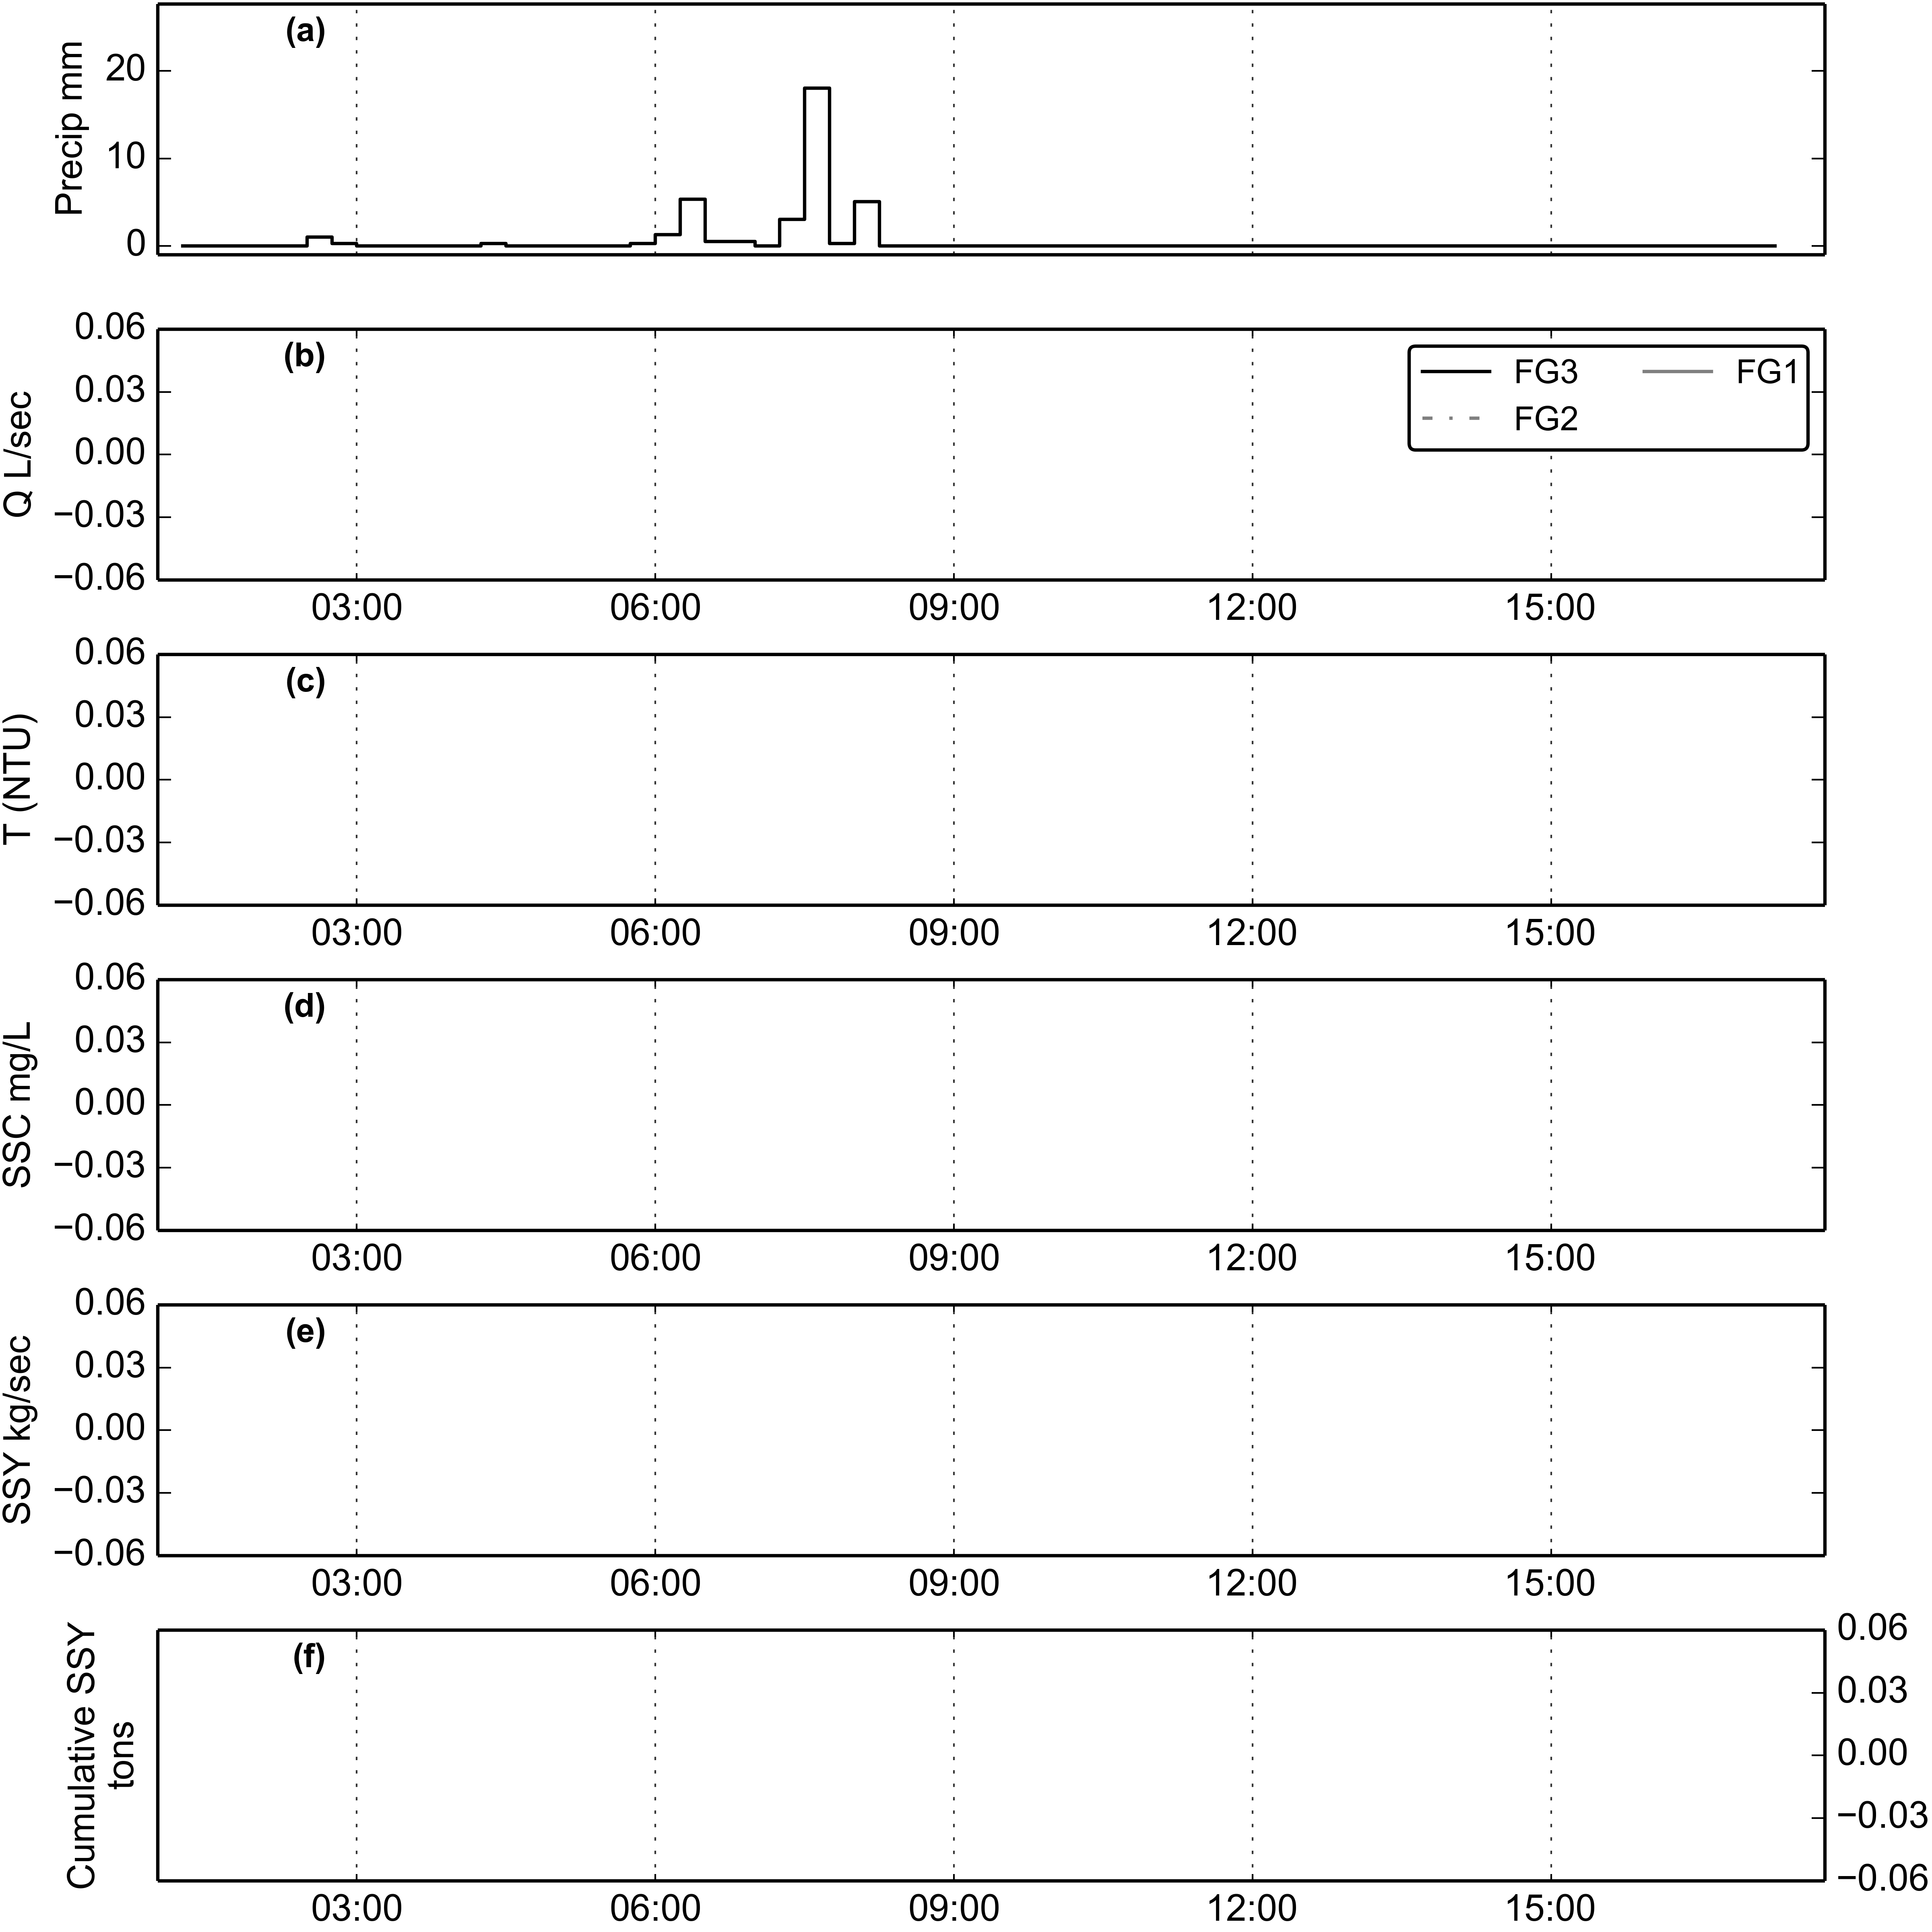 (a)
Precip mm
20
10
0
(b)
Q L/sec
0.06
0.03
0.00
−0.03
−0.06
FG3 FG1
FG2
03:00 06:00 09:00 12:00 15:00
(c)
T (NTU)
0.06
0.03
0.00
−0.03
−0.06
03:00 06:00 09:00 12:00 15:00
(d)
SSC mg/L
0.06
0.03
0.00
−0.03
−0.06
03:00 06:00 09:00 12:00 15:00
(e)
SSY kg/sec
0.06
0.03
0.00
−0.03
−0.06
03:00 06:00 09:00 12:00 15:00
(f)
Cumulative SSY
tons
0.06
0.03
0.00
−0.03
−0.06
03:00 06:00 09:00 12:00 15:00